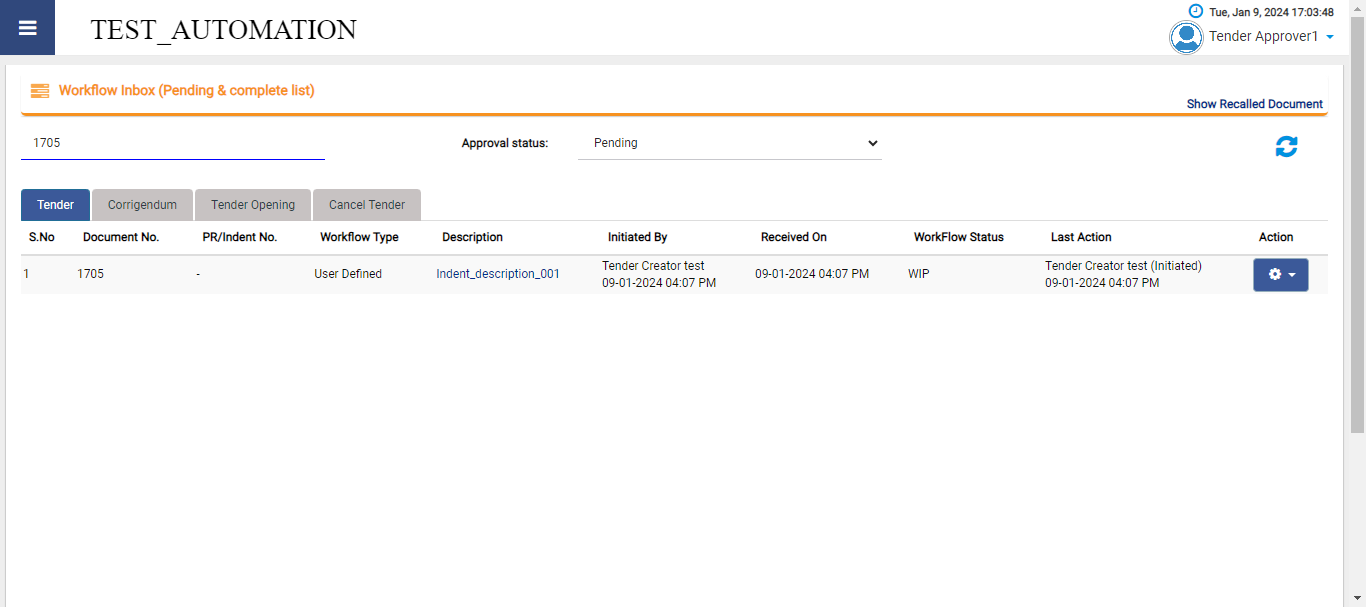 TEST_AUTOMATION
Tue, Jan 9, 2024 17:03:48
Tender Approver1
Workflow Inbox (Pending & complete list)
Show Recalled Document
1705
Approval status:
Pending
Tender
Corrigendum
Tender Opening
Cancel Tender
S.No Document No. PR/Indent No. Workflow Type Description Initiated By Received On WorkFlow Status Last Action Action
1 1705 - User Defined Indent_description_001 Tender Creator test 09-01-2024 04:07 PM WIP Tender Creator test (Initiated)
09-01-2024 04:07 PM 09-01-2024 04:07 PM